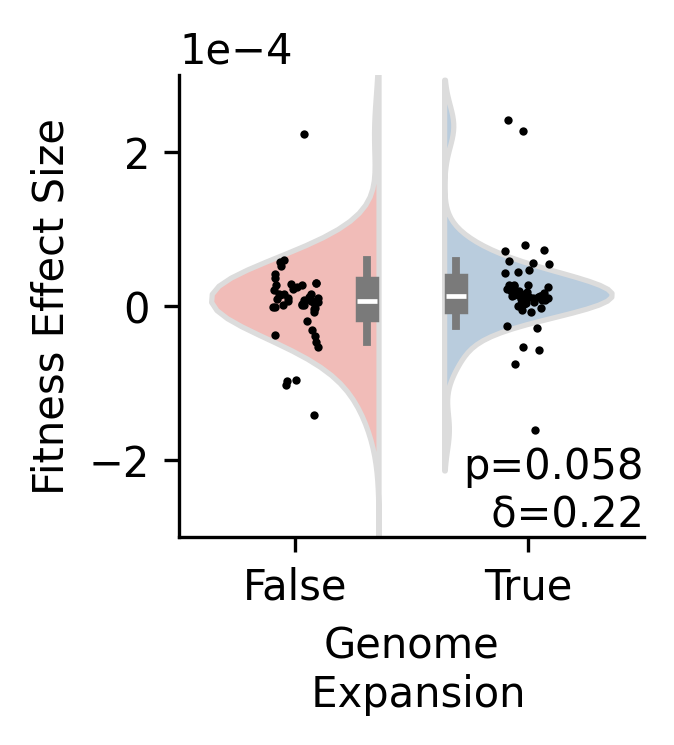 1e−4
Fitness Effect Size
2
0
−2
p=0.058
δ=0.22
False
True
Genome
Expansion